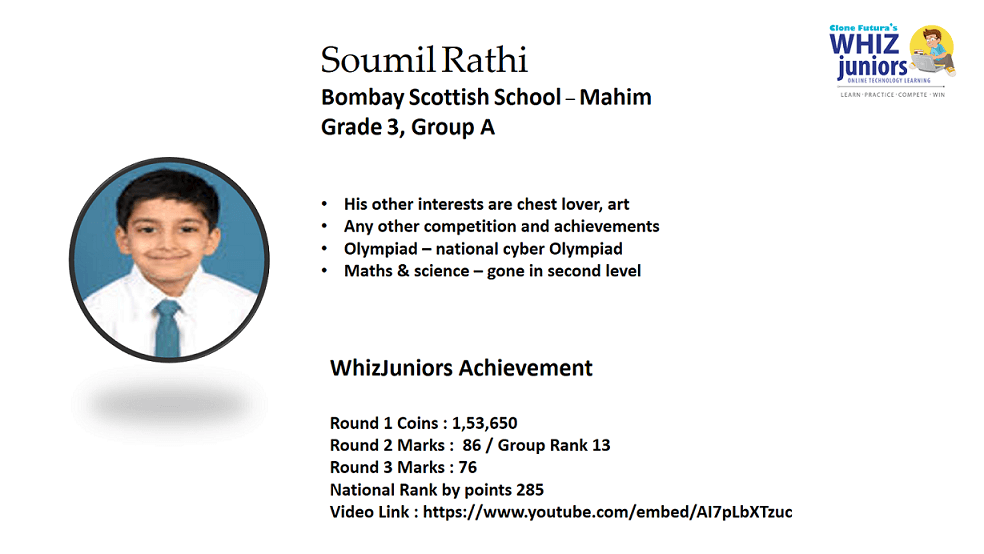 Clone Futura's
WHIZ
juniors
ONLINE TECHNOLOGY LEARNING
LEARN · PRACTICE · COMPETE · WIN
Soumil Rathi
Bombay Scottish School – Mahim
Grade 3, Group A
• His other interests are chest lover, art
• Any other competition and achievements
• Olympiad – national cyber Olympiad
• Maths & science – gone in second level
WhizJuniors Achievement
Round 1 Coins : 1,53,650
Round 2 Marks :  86 / Group Rank 13
Round 3 Marks : 76
National Rank by points 285
Video Link : https://www.youtube.com/embed/AI7pLbXTzuc